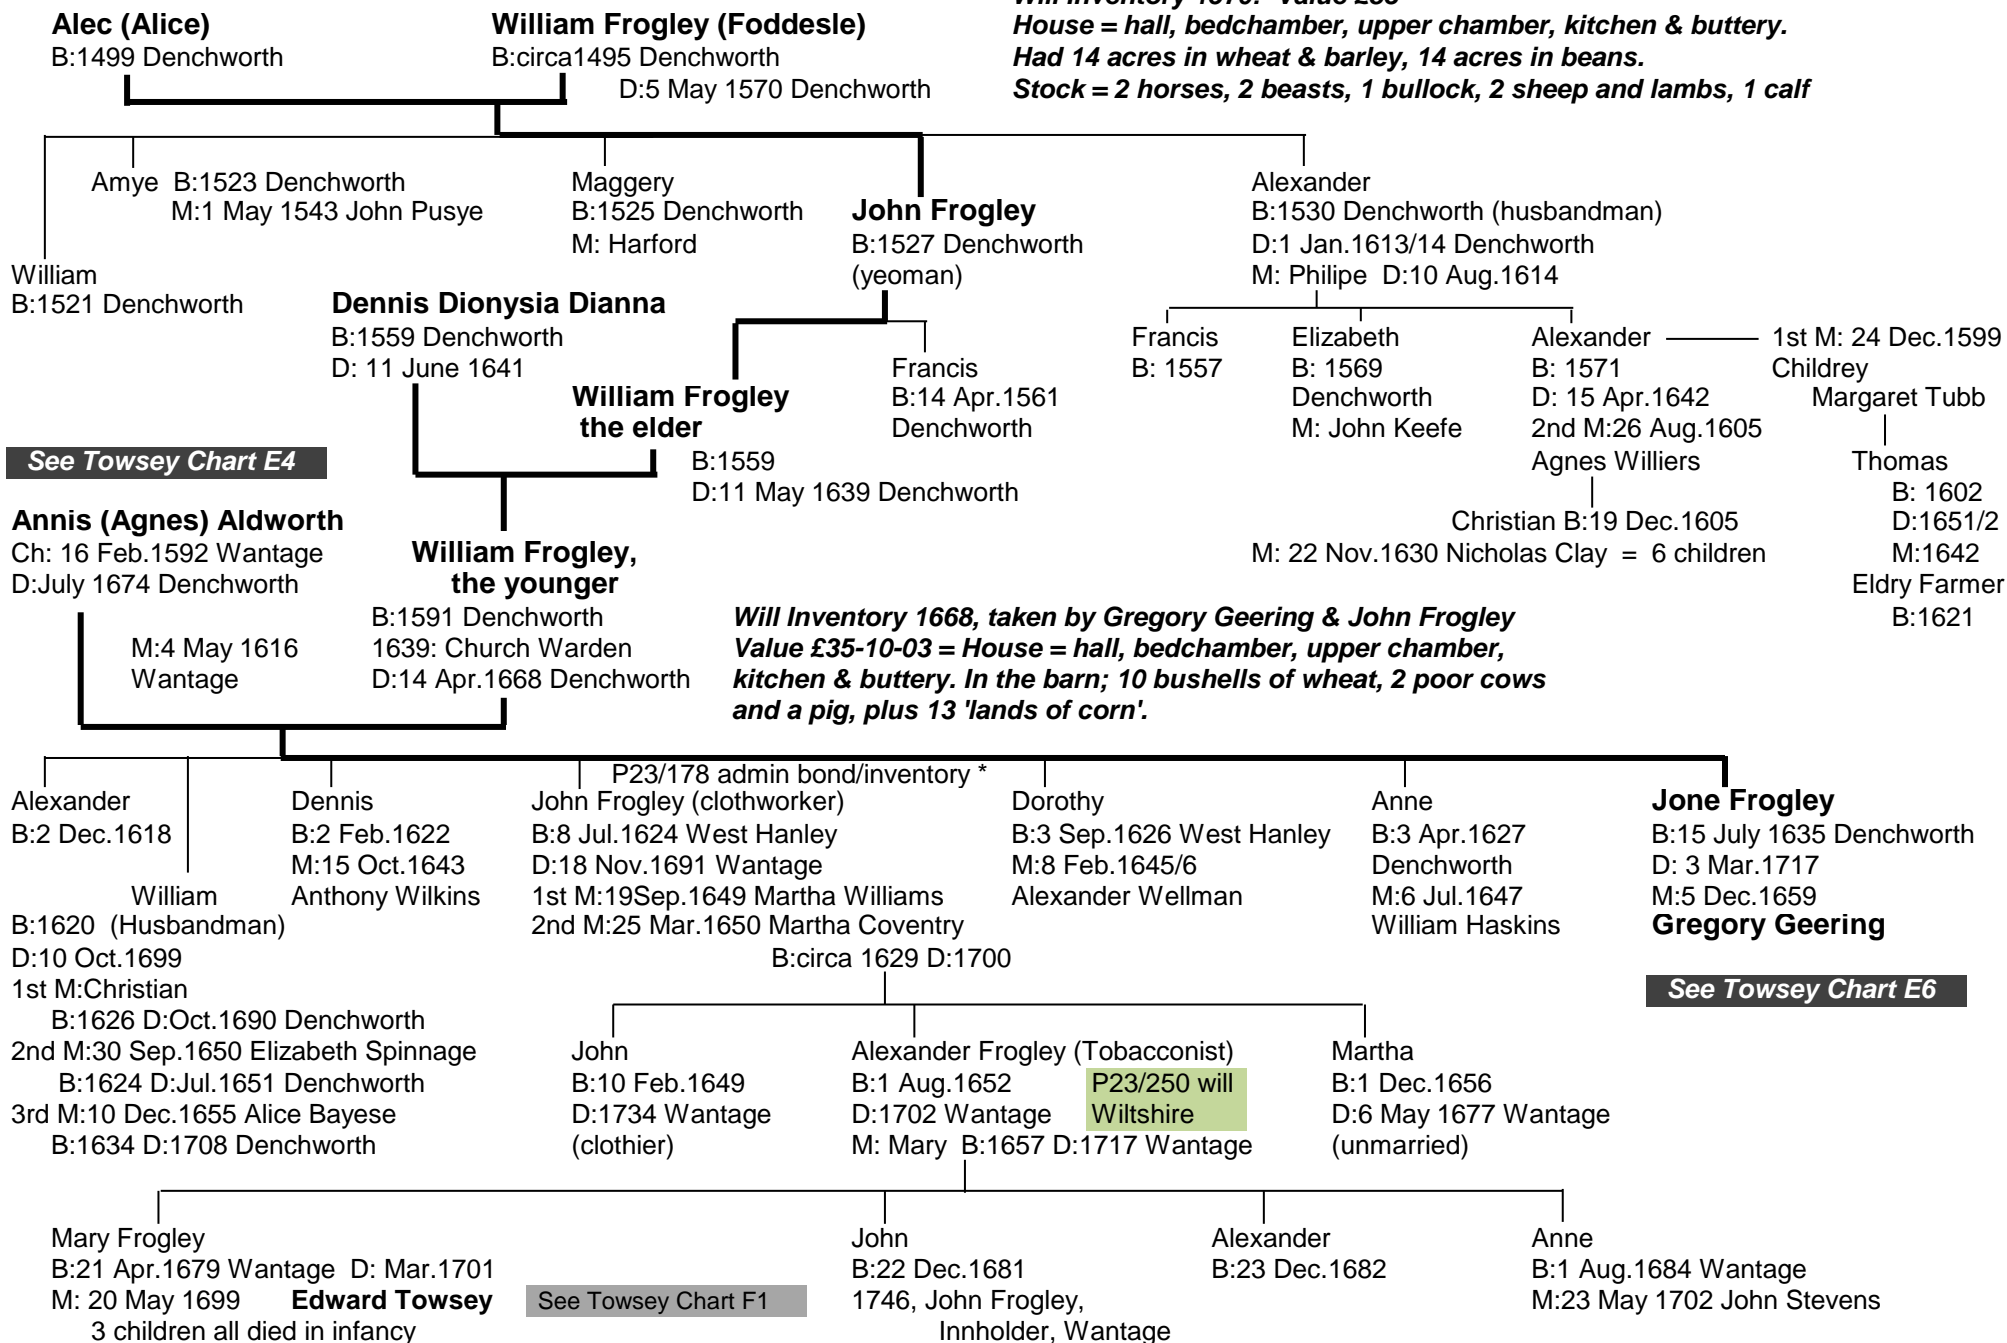 Will Inventory 1570: Value £33
Alec (Alice)
B:1499 Denchworth
William Frogley (Foddesle)
B:circa1495 Denchworth
D:5 May 1570 Denchworth
House = hall, bedchamber, upper chamber, kitchen & buttery.
Had 14 acres in wheat & barley, 14 acres in beans.
Stock = 2 horses, 2 beasts, 1 bullock, 2 sheep and lambs, 1 calf
William
B:1521 Denchworth
Amye B:1523 Denchworth
M:1 May 1543 John Pusye
Maggery
B:1525 Denchworth
M: Harford
John Frogley
B:1527 Denchworth
(yeoman)
Alexander
B:1530 Denchworth (husbandman)
D:1 Jan.1613/14 Denchworth
M: Philipe D:10 Aug.1614
Dennis Dionysia Dianna
B:1559 Denchworth
D: 11 June 1641
William Frogley
the elder
B:1559
D:11 May 1639 Denchworth
Francis
B:14 Apr.1561
Denchworth
Francis
B: 1557
Elizabeth
B: 1569
Denchworth
M: John Keefe
Alexander
B: 1571
D: 15 Apr.1642
2nd M:26 Aug.1605
Agnes Williers
1st M: 24 Dec.1599
Childrey
Margaret Tubb
Christian B:19 Dec.1605
M: 22 Nov.1630 Nicholas Clay = 6 children
Thomas
B: 1602
D:1651/2
M:1642
Eldry Farmer
B:1621
See Towsey Chart E4
Annis (Agnes) Aldworth
Ch: 16 Feb.1592 Wantage
D:July 1674 Denchworth
M:4 May 1616
Wantage
William Frogley,
the younger
B:1591 Denchworth
1639: Church Warden
D:14 Apr.1668 Denchworth
Will Inventory 1668, taken by Gregory Geering & John Frogley
Value £35-10-03 = House = hall, bedchamber, upper chamber,
kitchen & buttery. In the barn; 10 bushells of wheat, 2 poor cows
and a pig, plus 13 'lands of corn'.
Alexander
B:2 Dec.1618
William
B:1620 (Husbandman)
D:10 Oct.1699
1st M:Christian
B:1626 D:Oct.1690 Denchworth
2nd M:30 Sep.1650 Elizabeth Spinnage
B:1624 D:Jul.1651 Denchworth
3rd M:10 Dec.1655 Alice Bayese
B:1634 D:1708 Denchworth
Dennis
B:2 Feb.1622
M:15 Oct.1643
Anthony Wilkins
P23/178 admin bond/inventory *
John Frogley (clothworker)
B:8 Jul.1624 West Hanley
D:18 Nov.1691 Wantage
1st M:19Sep.1649 Martha Williams
2nd M:25 Mar.1650 Martha Coventry
B:circa 1629 D:1700
Dorothy
B:3 Sep.1626 West Hanley
M:8 Feb.1645/6
Alexander Wellman
Anne
B:3 Apr.1627
Denchworth
M:6 Jul.1647
William Haskins
Jone Frogley
B:15 July 1635 Denchworth
D: 3 Mar.1717
M:5 Dec.1659
Gregory Geering
See Towsey Chart E6
John
B:10 Feb.1649
D:1734 Wantage
(clothier)
Alexander Frogley (Tobacconist)
B:1 Aug.1652
D:1702 Wantage
M: Mary B:1657 D:1717 Wantage
P23/250 will
Wiltshire
Martha
B:1 Dec.1656
D:6 May 1677 Wantage
(unmarried)
Mary Frogley
B:21 Apr.1679 Wantage D: Mar.1701
M: 20 May 1699 Edward Towsey
3 children all died in infancy
See Towsey Chart F1
John
B:22 Dec.1681
1746, John Frogley,
Innholder, Wantage
Alexander
B:23 Dec.1682
Anne
B:1 Aug.1684 Wantage
M:23 May 1702 John Stevens